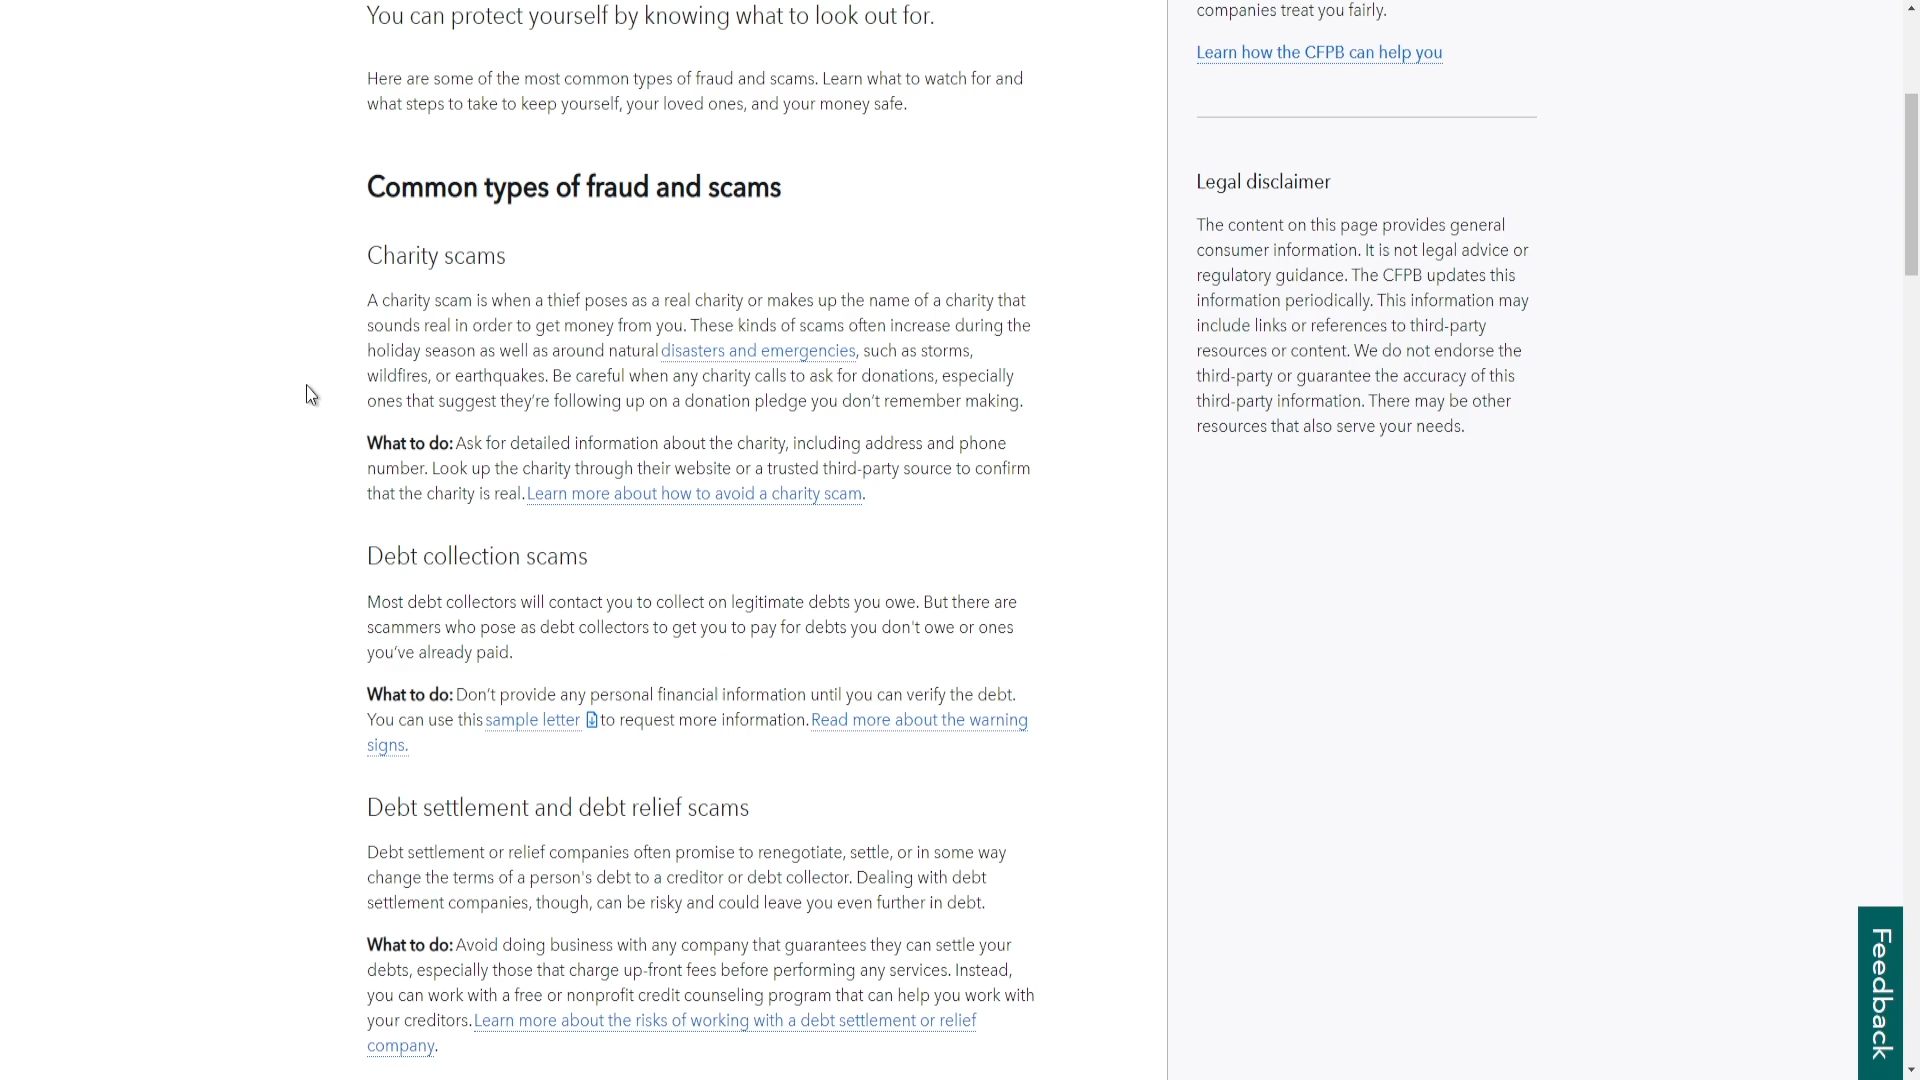 You can protect yourself by knowing what to look out for.
Here are some of the most common types of fraud and scams. Learn what to watch for and
what steps to take to keep yourself, your loved ones, and your money safe.
Common types of fraud and scams
Charity scams
A charity scam is when a thief poses as a real charity or makes up the name of a charity that
sounds real in order to get money from you. These kinds of scams often increase during the
holiday season as well as around natural disasters and emergencies, such as storms,
wildfires, or earthquakes. Be careful when any charity calls to ask for donations, especially
ones that suggest they're following up on a donation pledge you don't remember making.
What to do: Ask for detailed information about the charity, including address and phone
number. Look up the charity through their website or a trusted third-party source to confirm
that the charity is real. Learn more about how to avoid a charity scam.
Debt collection scams
Most debt collectors will contact you to collect on legitimate debts you owe. But there are
scammers who pose as debt collectors to get you to pay for debts you don't owe or ones
you've already paid.
What to do: Don't provide any personal financial information until you can verify the debt.
You can use this sample letter to request more information. Read more about the warning
signs.
Debt settlement and debt relief scams
Debt settlement or relief companies often promise to renegotiate, settle, or in some way
change the terms of a person's debt to a creditor or debt collector. Dealing with debt
settlement companies, though, can be risky and could leave you even further in debt.
What to do: Avoid doing business with any company that guarantees they can settle your
debts, especially those that charge up-front fees before performing any services. Instead,
you can work with a free or nonprofit credit counseling program that can help you work with
your creditors. Learn more about the risks of working with a debt settlement or relief
company.
companies treat you fairly.
Learn how the CFPB can help you
Legal disclaimer
The content on this page provides general
consumer information. It is not legal advice or
regulatory guidance. The CFPB updates this
information periodically. This information may
include links or references to third-party
resources or content. We do not endorse the
third-party or guarantee the accuracy of this
third-party information. There may be other
resources that also serve your needs.
Feedback